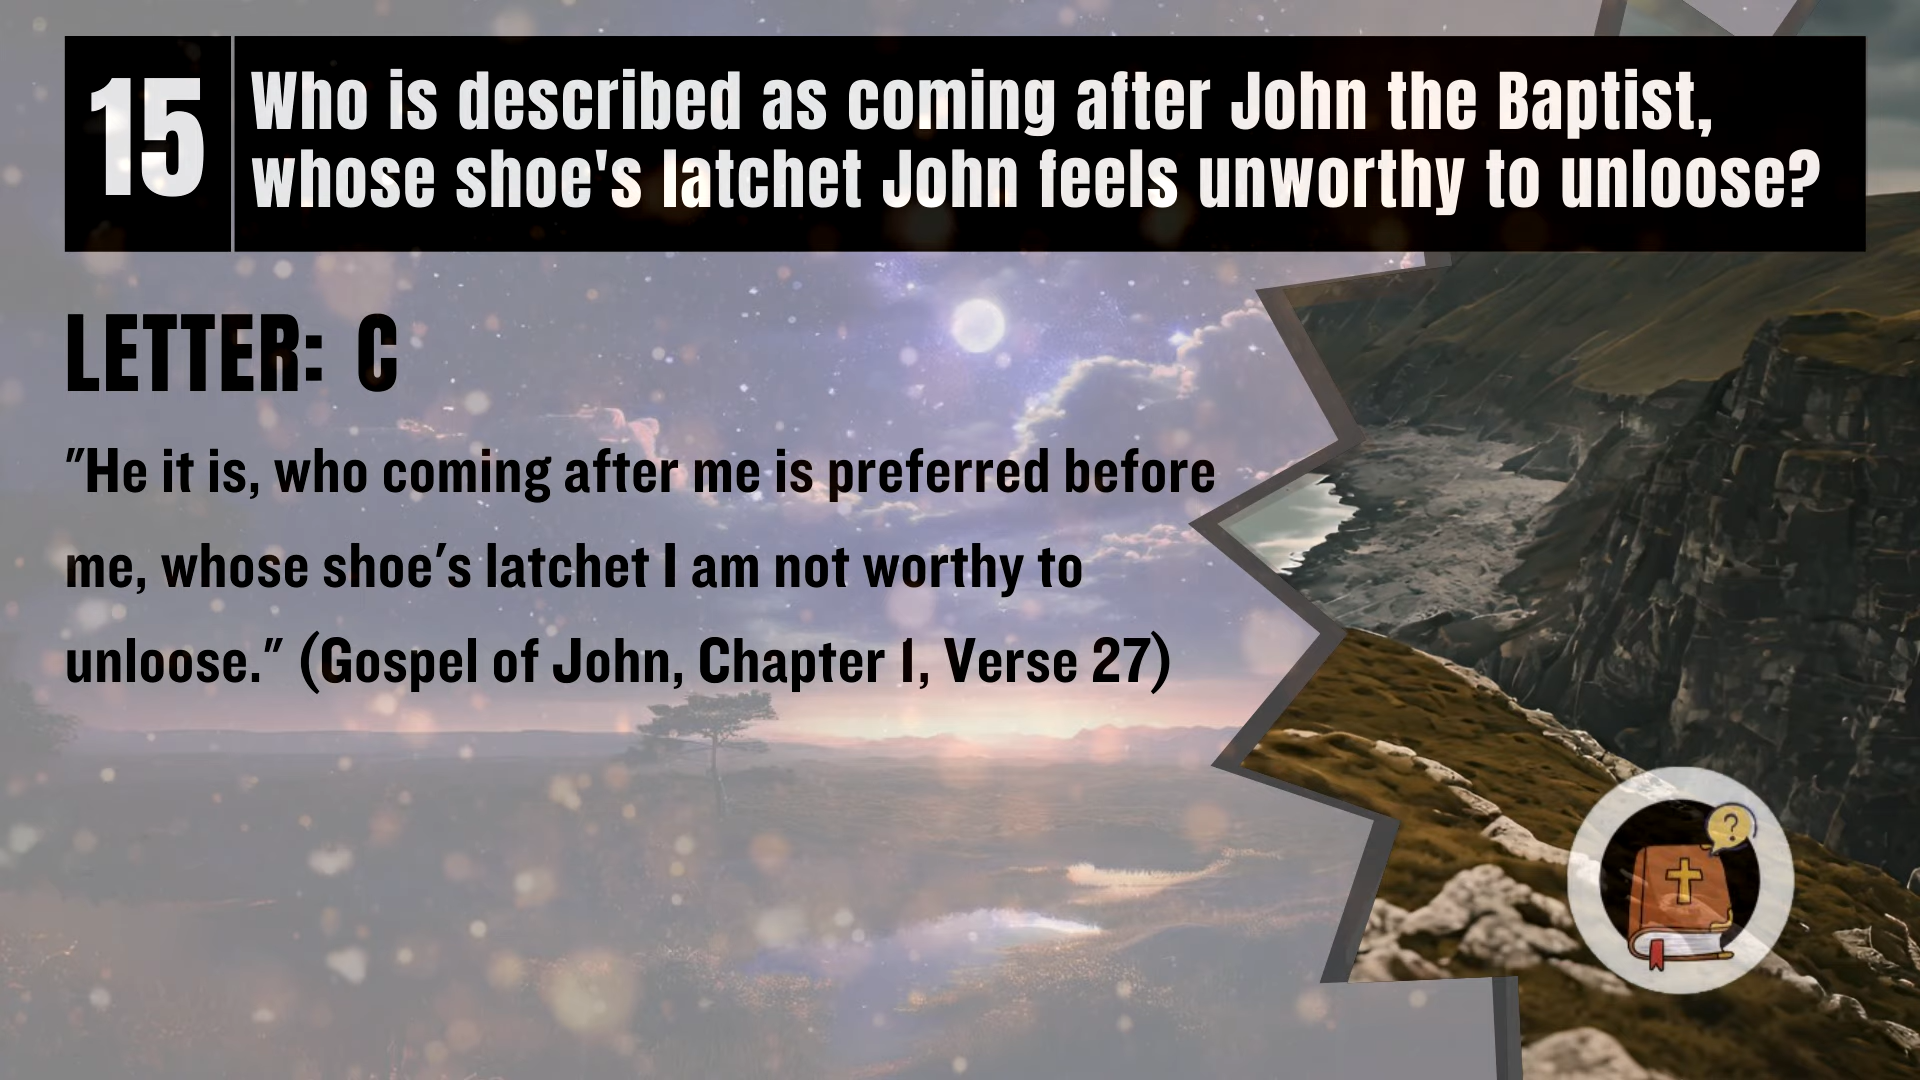 15
Who is described as coming after John the Baptist,
whose shoe's latchet John feels unworthy to unloose?
LETTER: C
"He it is, who coming after me is preferred before
me, whose shoe's latchet I am not worthy to
unloose." (Gospel of John, Chapter 1, Verse 27)
?